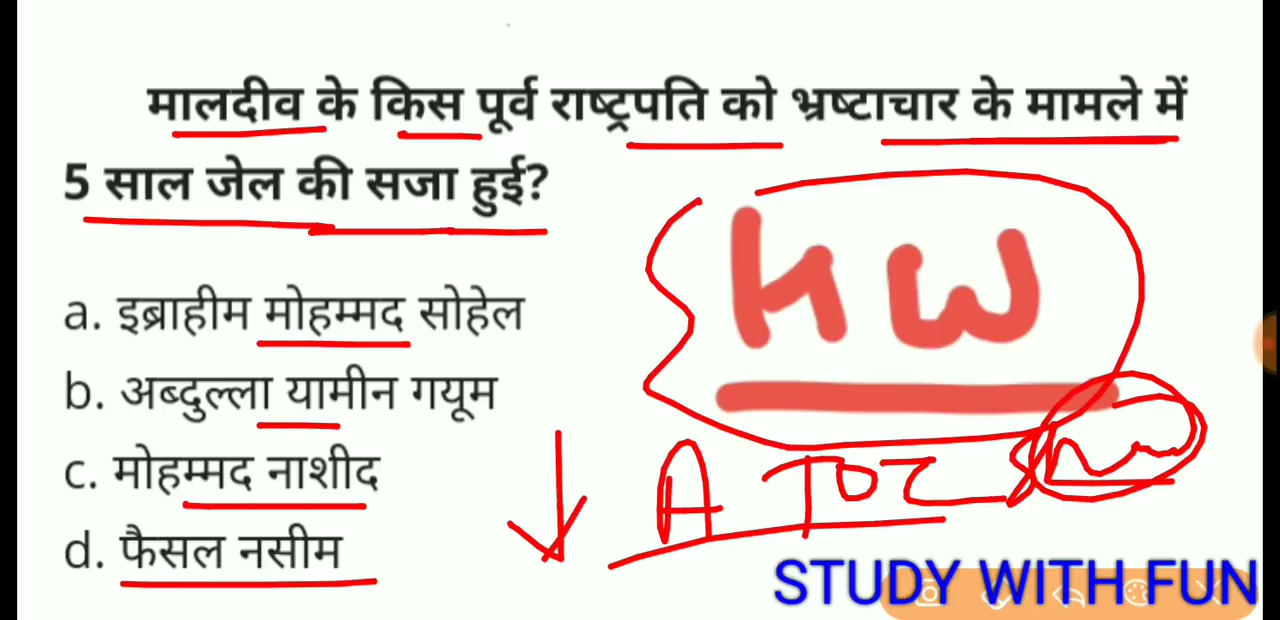 मालदीव के किस पूर्व राष्ट्रपति को भ्रष्टाचार के मामले में
5 साल जेल की सजा हुई?
HW
a. इब्राहीम मोहम्मद सोहेल
b. अब्दुल्ला यामीन गयूम
c. मोहम्मद नाशीद
A TOZ
d. फैसल नसीम
STUDY WITH FUN